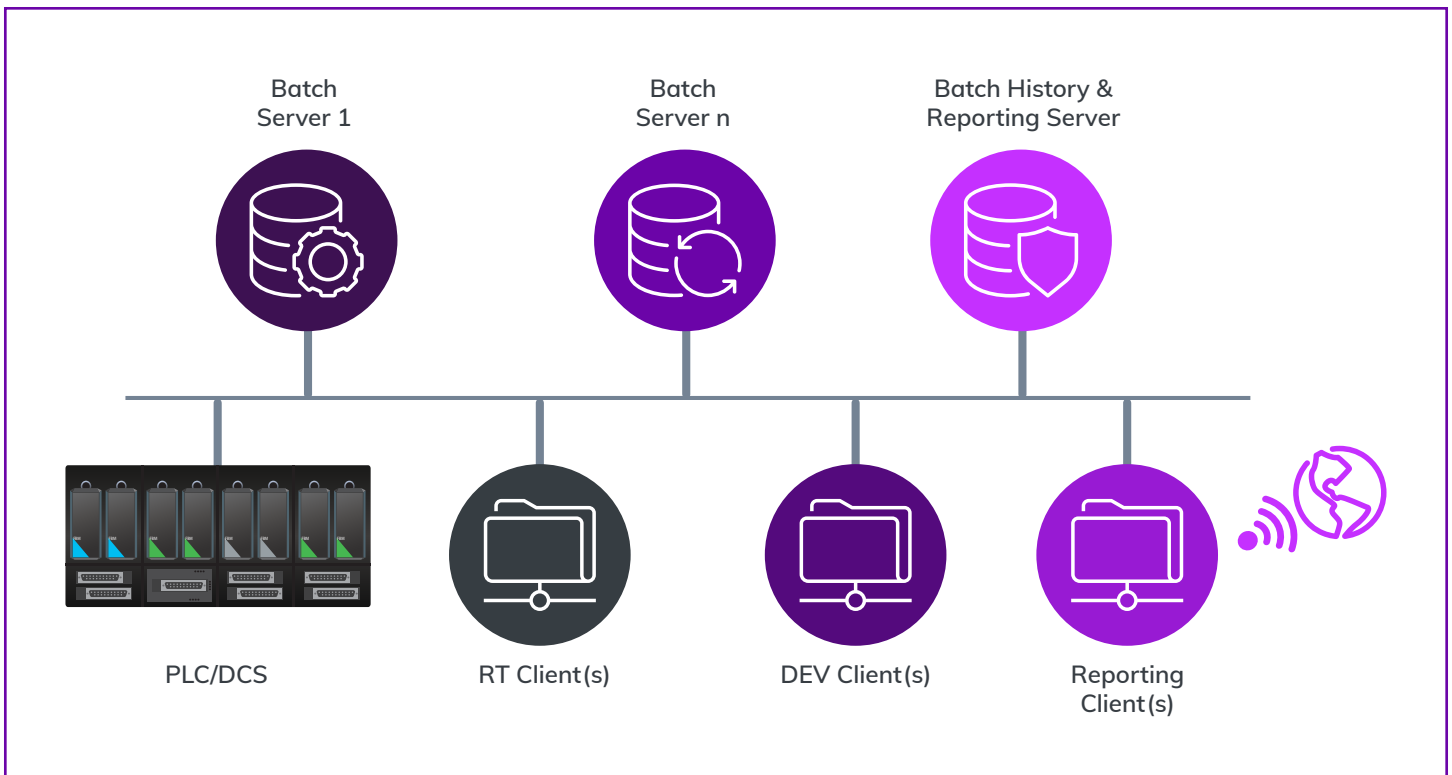 Batch
Server 1
Batch
Server n
Batch History &
Reporting Server
PLC/DCS
RT Client(s)
DEV Client(s)
Reporting
Client(s)